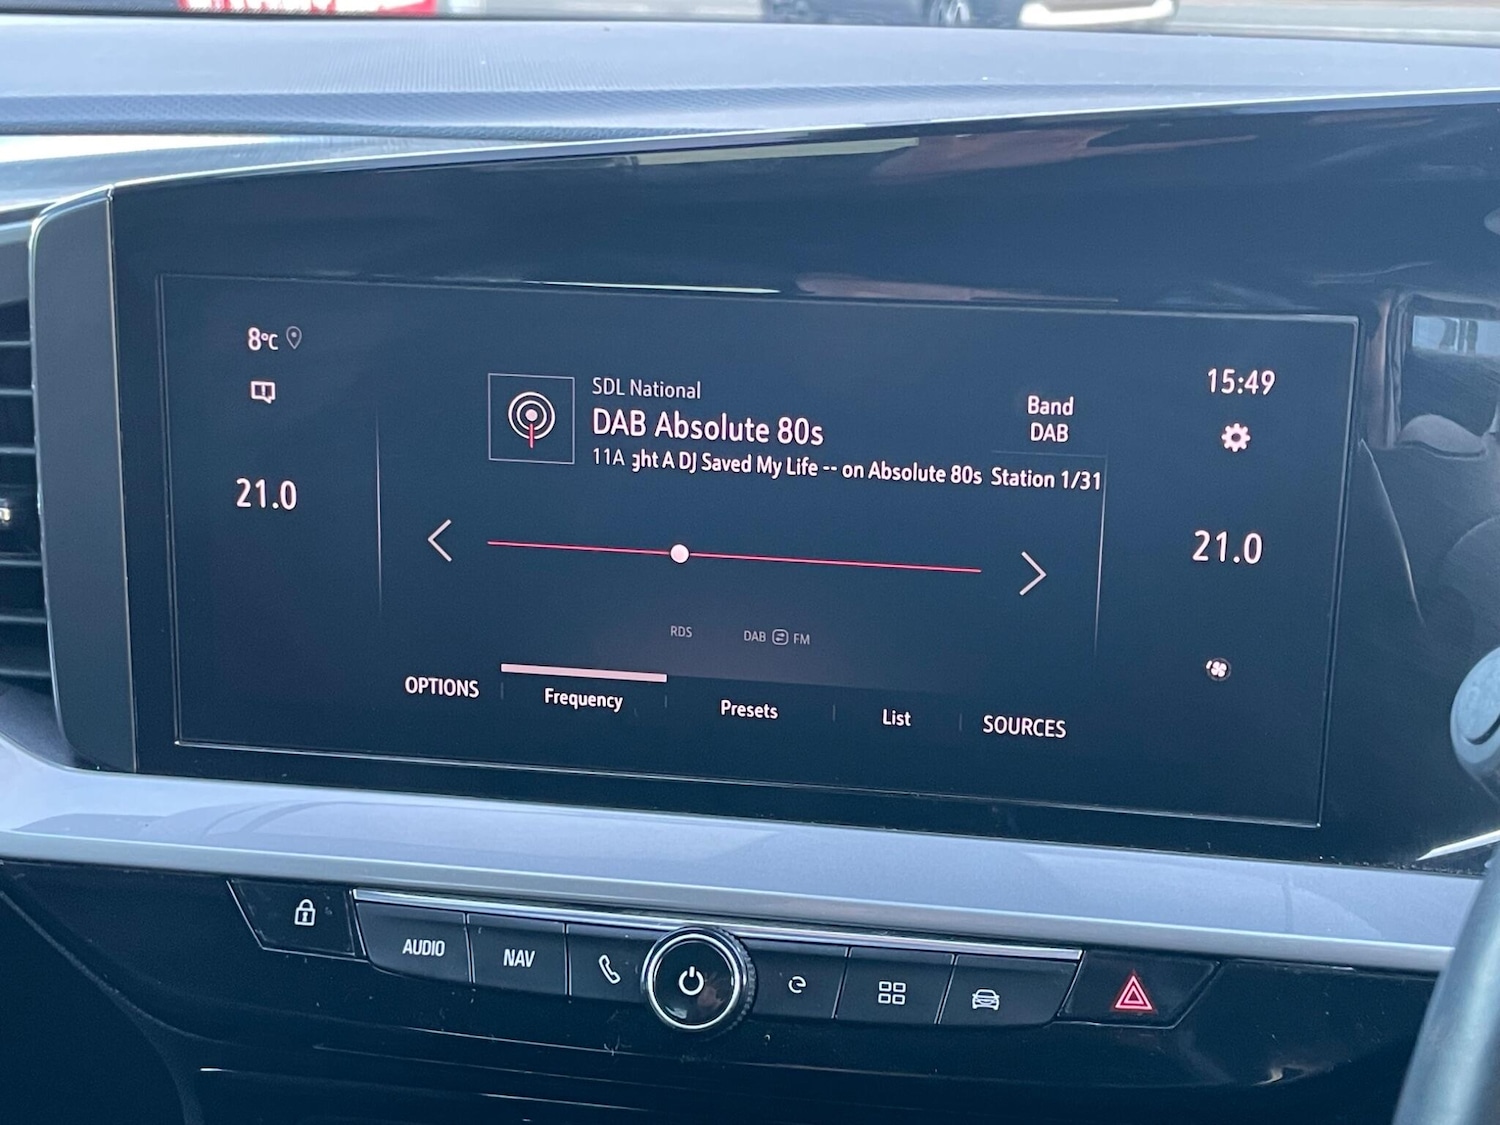 8°C
21.0
SDL National
DAB Absolute 80s
11A ght A DJ Saved My Life -- on Absolute 80s Station 1/31
Band
DAB
15:49
21.0
RDS
DAB FM
OPTIONS
Frequency
Presets
List
SOURCES
AUDIO
NAV